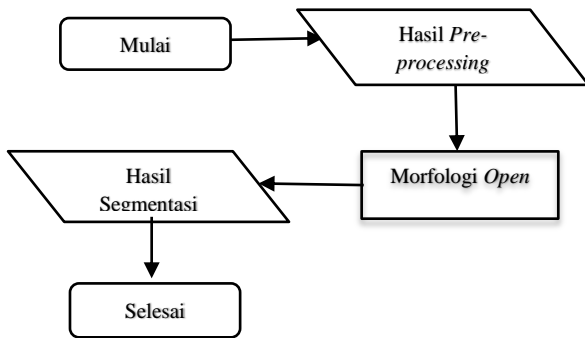 Mulai
Hasil Pre-
processing
Morfologi Open
Hasil
Segmentasi
Selesai